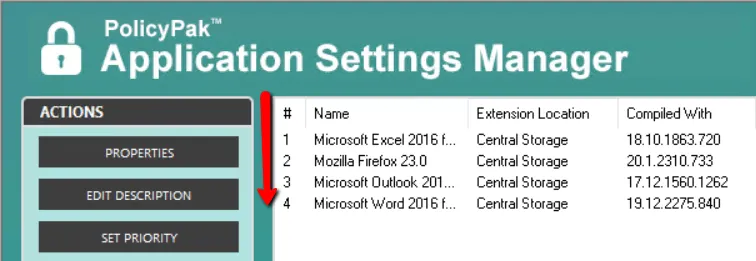 PolicyPak™
Application Settings Manager
ACTIONS
PROPERTIES
EDIT DESCRIPTION
SET PRIORITY
# Name Extension Location Compiled With
1 Microsoft Excel 2016 f... Central Storage 18.10.1863.720
2 Mozilla Firefox 23.0 Central Storage 20.1.2310.733
3 Microsoft Outlook 201... Central Storage 17.12.1560.1262
4 Microsoft Word 2016 f... Central Storage 19.12.2275.840